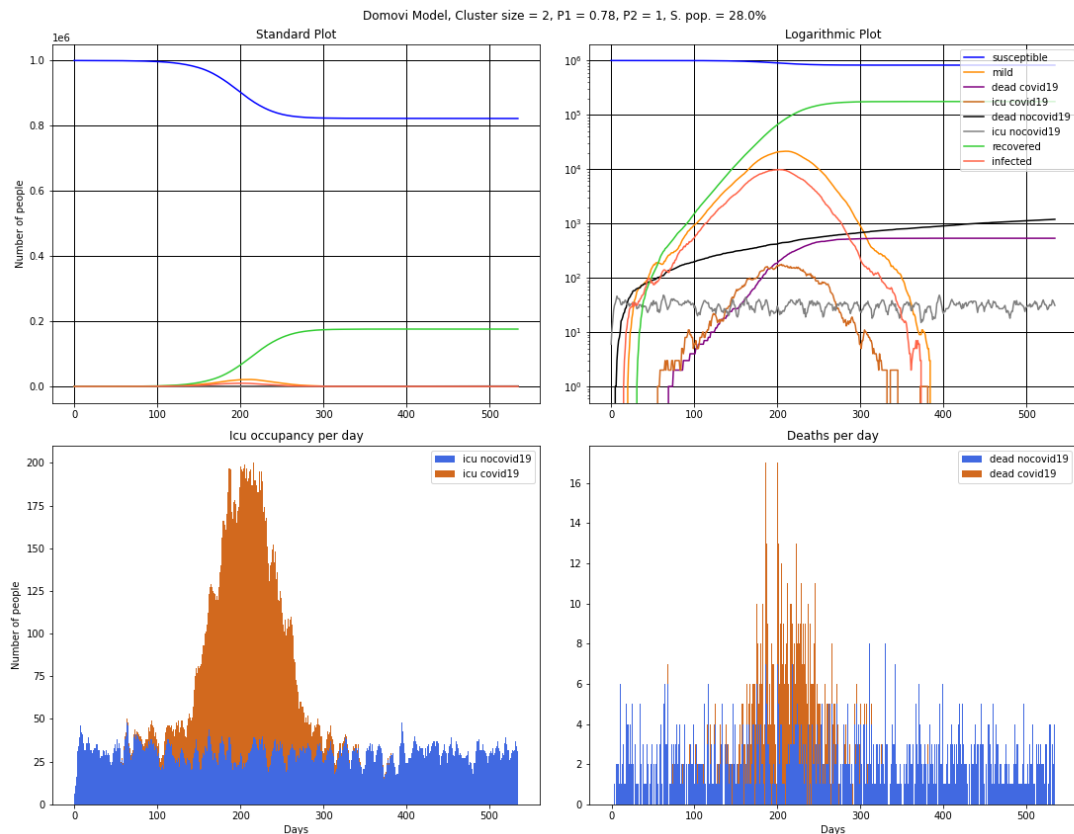 Domovi Model, Cluster size = 2, P1 = 0.78, P2 = 1, S. pop. = 28.0%
Standard Plot
1e6
1.0
0.8
0.6
0.4
0.2
0.0
Number of people
0 100 200 300 400 500
Logarithmic Plot
10⁶
10⁵
10⁴
10³
10²
10¹
10⁰
susceptible
mild
dead covid19
icu covid19
dead nocovid19
icu nocovid19
recovered
infected
0 100 200 300 400 500
Icu occupancy per day
200
175
150
125
100
75
50
25
0
Number of people
icu nocovid19
icu covid19
0 100 200 300 400 500
Days
Deaths per day
16
14
12
10
8
6
4
2
0
dead nocovid19
dead covid19
0 100 200 300 400 500
Days